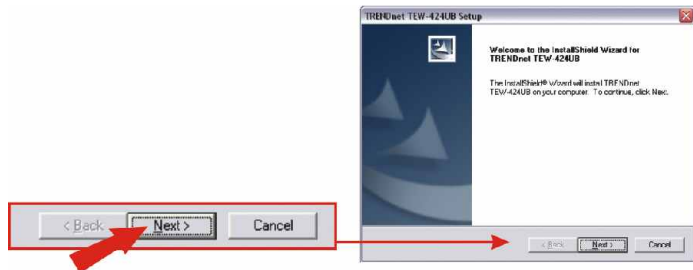 TRENDnet TEW-424UB Setup
Welcome to the InstallShield Wizard for
TRENDnet TEW-424UB
The InstallShield® Wizard will install TRENDnet
TEW-424UB on your computer. To continue, click Next.
< Back
Next >
Cancel
< Back
Next >
Cancel